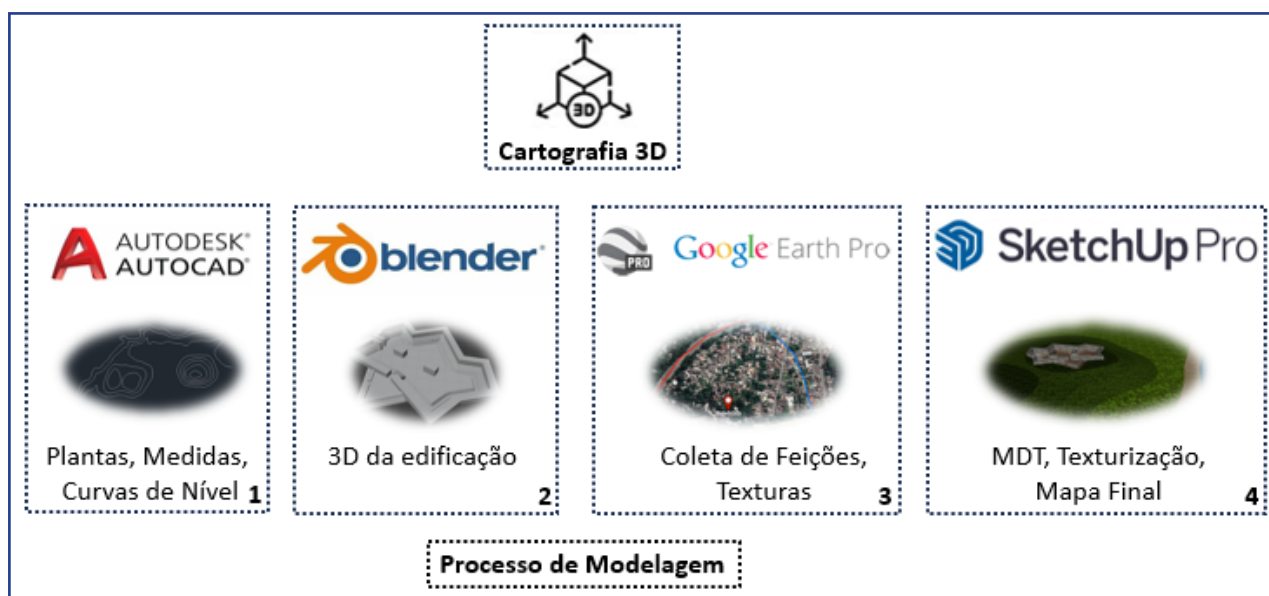 3D
Cartografia 3D
AUTODESK®
AUTOCAD®
Plantas, Medidas,
Curvas de Nível 1
blender®
3D da edificação
2
PRO Google Earth Pro
Coleta de Feições,
Texturas 3
SketchUp Pro
MDT, Texturização,
Mapa Final 4
Processo de Modelagem